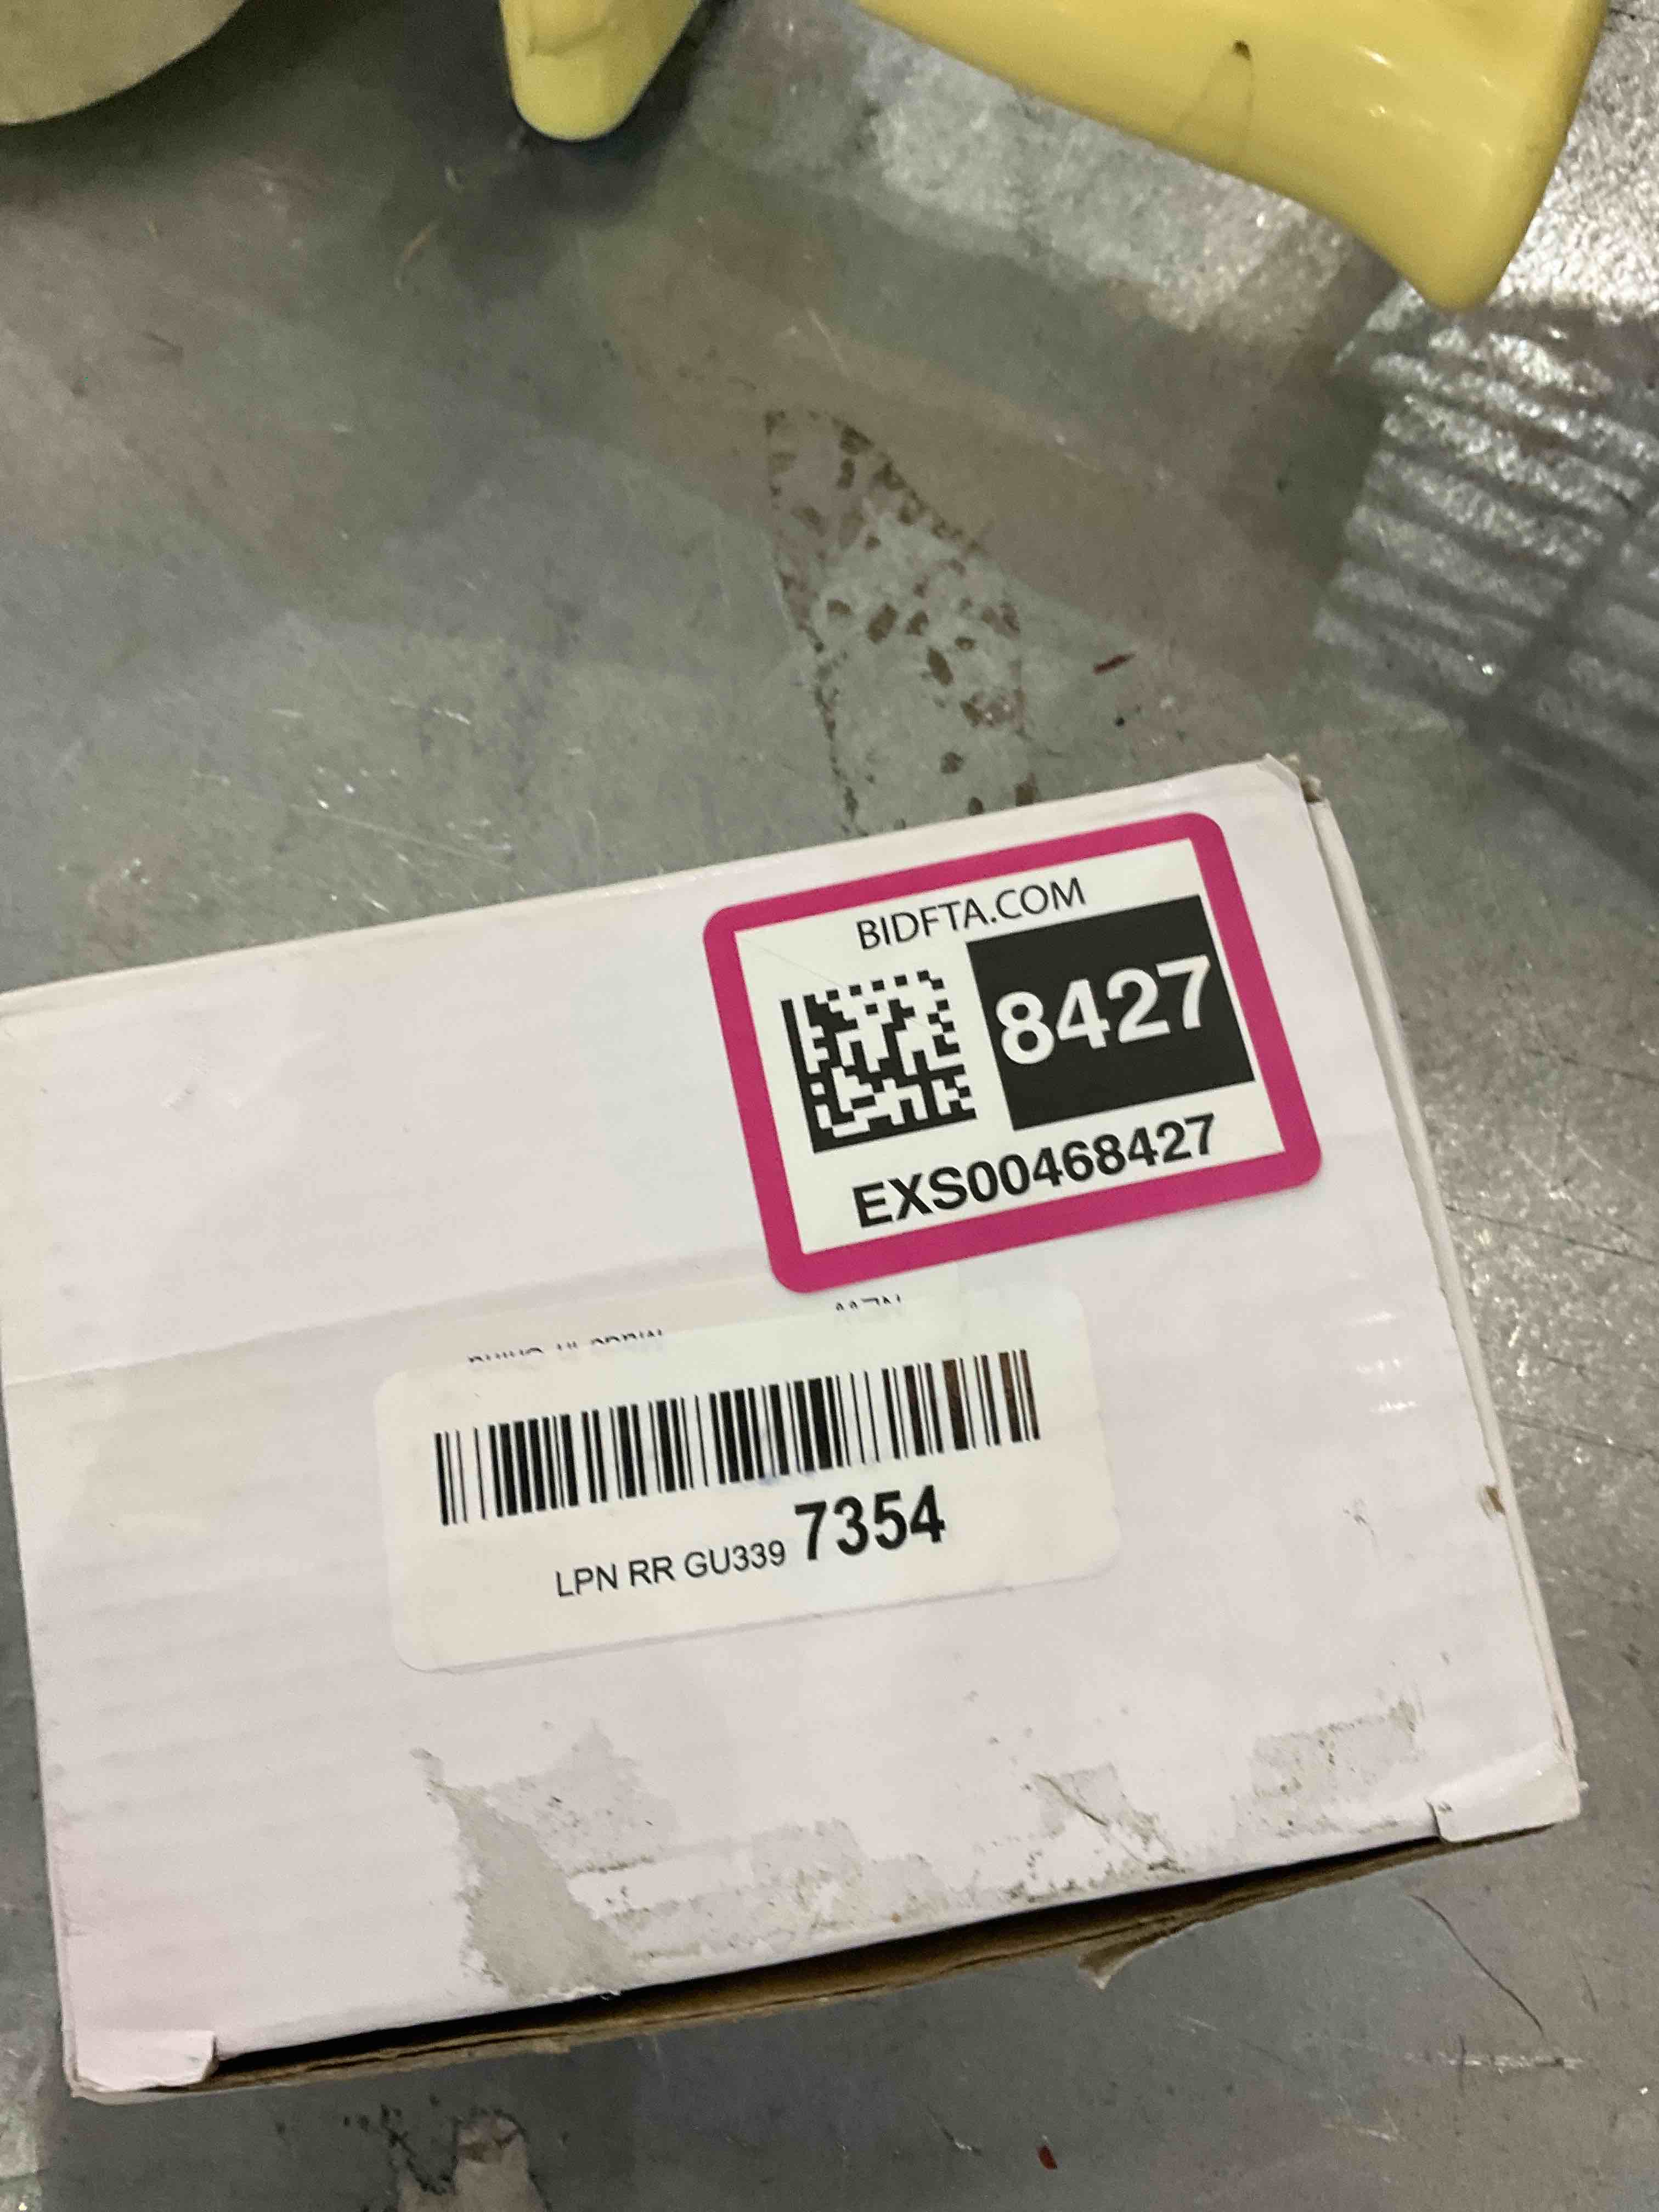 BIDFTA.COM
8427
EXS00468427
LPN RR GU339 7354